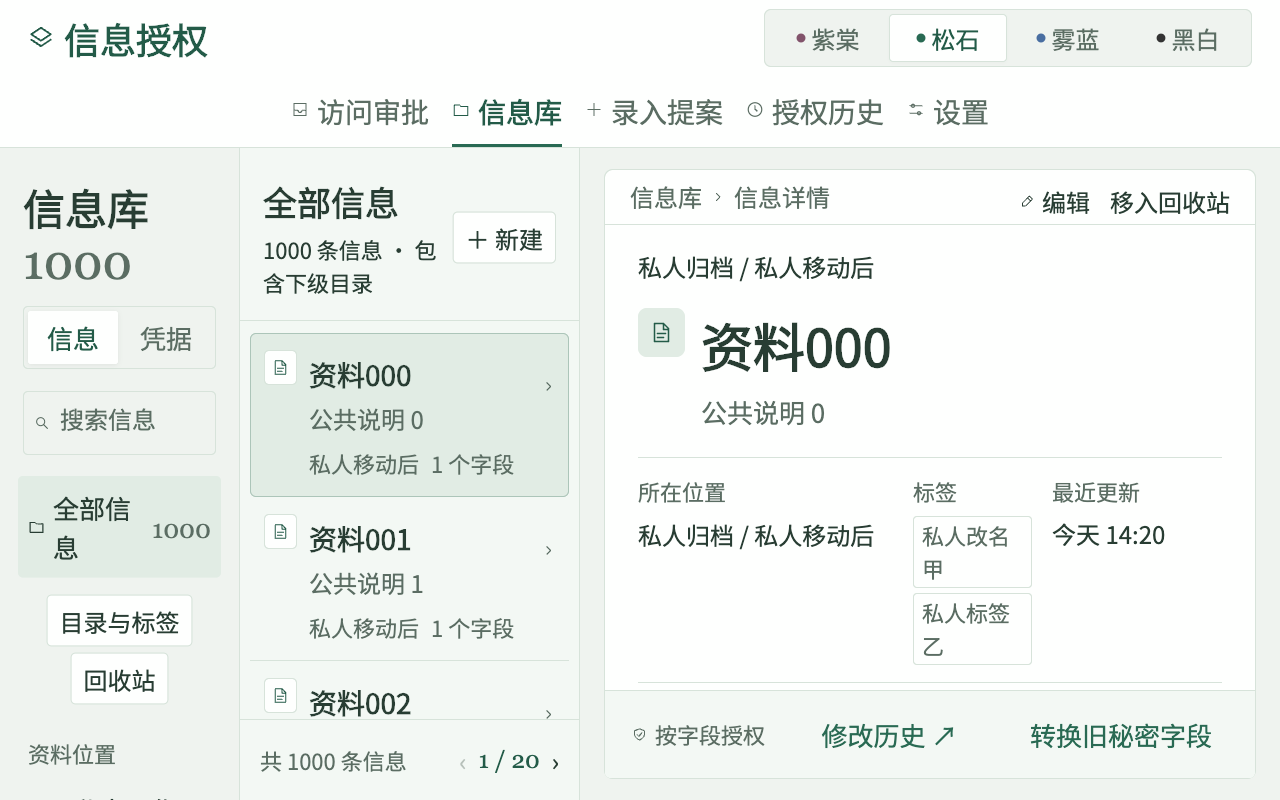 信息授权
紫棠
松石
雾蓝
黑白
访问审批
信息库
录入提案
授权历史
设置
信息库
1000
信息
凭据
搜索信息
全部信
息
1000
目录与标签
回收站
资料位置
全部信息
1000 条信息 · 包
含下级目录
新建
资料000
公共说明 0
私人移动后 1 个字段
资料001
公共说明 1
私人移动后 1 个字段
资料002
共 1000 条信息
‹ 1 / 20 ›
信息库 › 信息详情
编辑
移入回收站
私人归档 / 私人移动后
资料000
公共说明 0
所在位置
私人归档 / 私人移动后
标签
私人改名
甲
私人标签
乙
最近更新
今天 14:20
按字段授权
修改历史 ↗
转换旧秘密字段